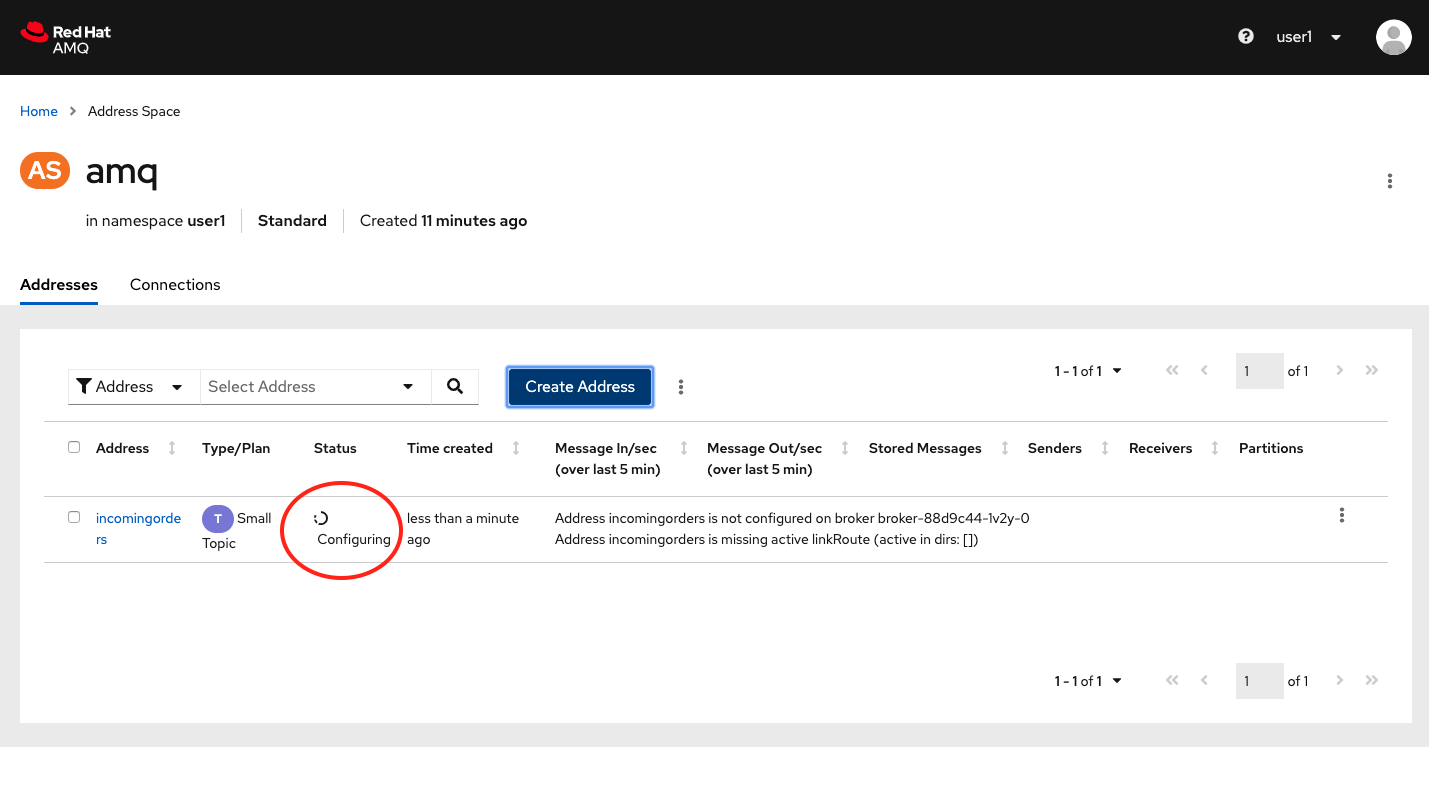 Red Hat
AMQ
user1
Home Address Space
AS amq
in namespace user1 Standard Created 11 minutes ago
Addresses Connections
Address Select Address Create Address 1 - 1 of 1 1 of 1
Address Type/Plan Status Time created Message In/sec Message Out/sec Stored Messages Senders Receivers Partitions
(over last 5 min) (over last 5 min)
incomingorde T Small less than a minute Address incomingorders is not configured on broker broker-88d9c44-1v2y-0
rs Topic Configuring ago Address incomingorders is missing active linkRoute (active in dirs: [])
1 - 1 of 1 1 of 1